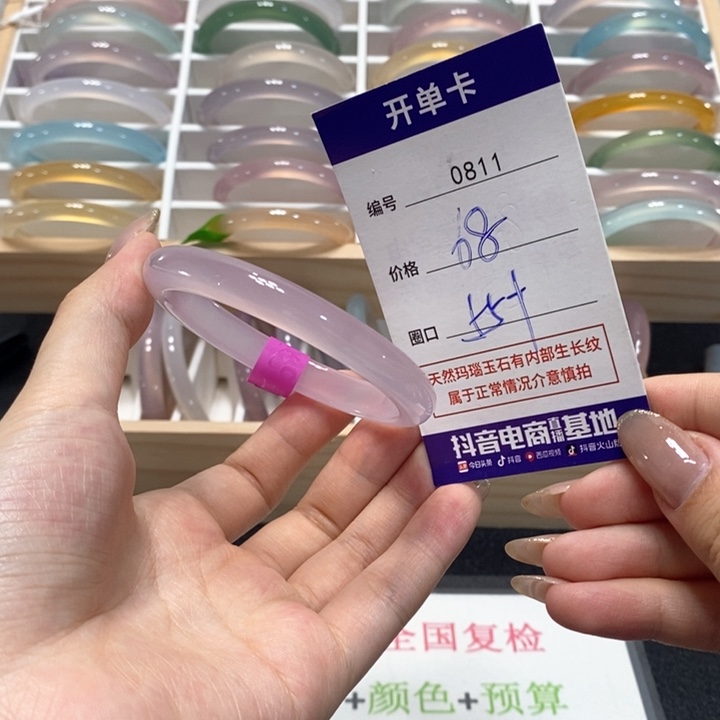 开单卡
编号 0811
价格 68
圈口
天然玛瑙玉石有内部生长纹
属于正常情况介意慎拍
抖音电商直播基地
今日头条 抖音 西瓜视频 抖音火山
全国复检
+颜色+预算